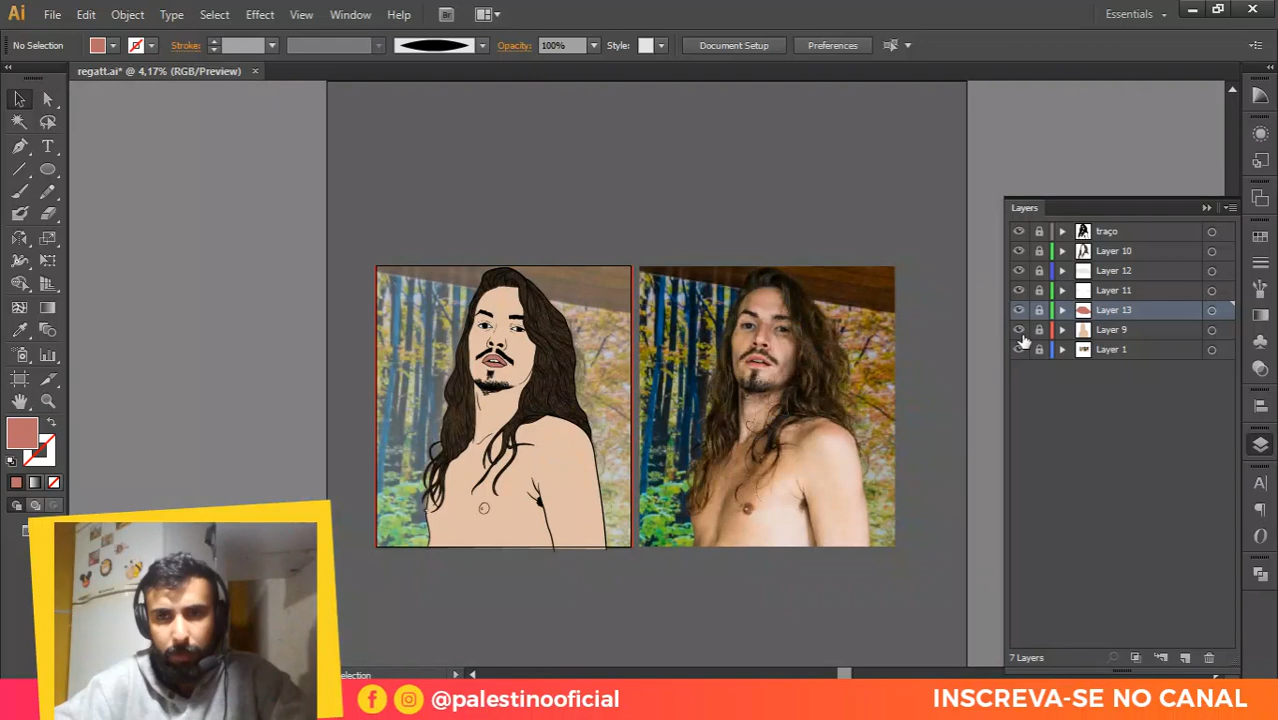 Ai File Edit Object Type Select Effect View Window Help Br Essentials
No Selection Stroke: Opacity: 100% Style: Document Setup Preferences
regatt.ai* @ 4,17% (RGB/Preview)
Layers
traço
Layer 10
Layer 12
Layer 11
Layer 13
Layer 9
Layer 1
7 Layers
@palestinooficial
INSCREVA-SE NO CANAL